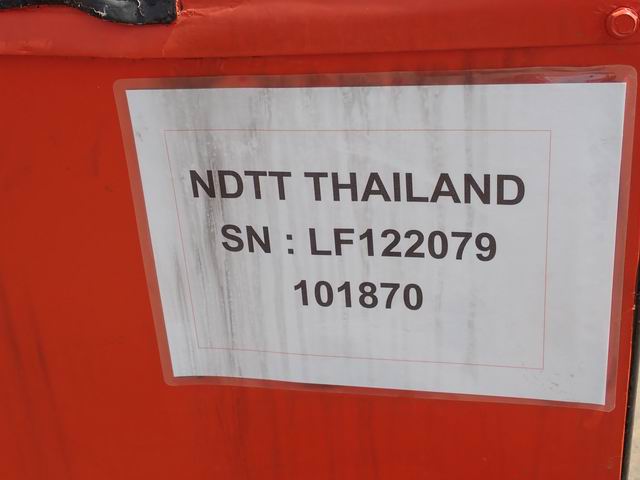 NDTT THAILAND
SN : LF122079
101870